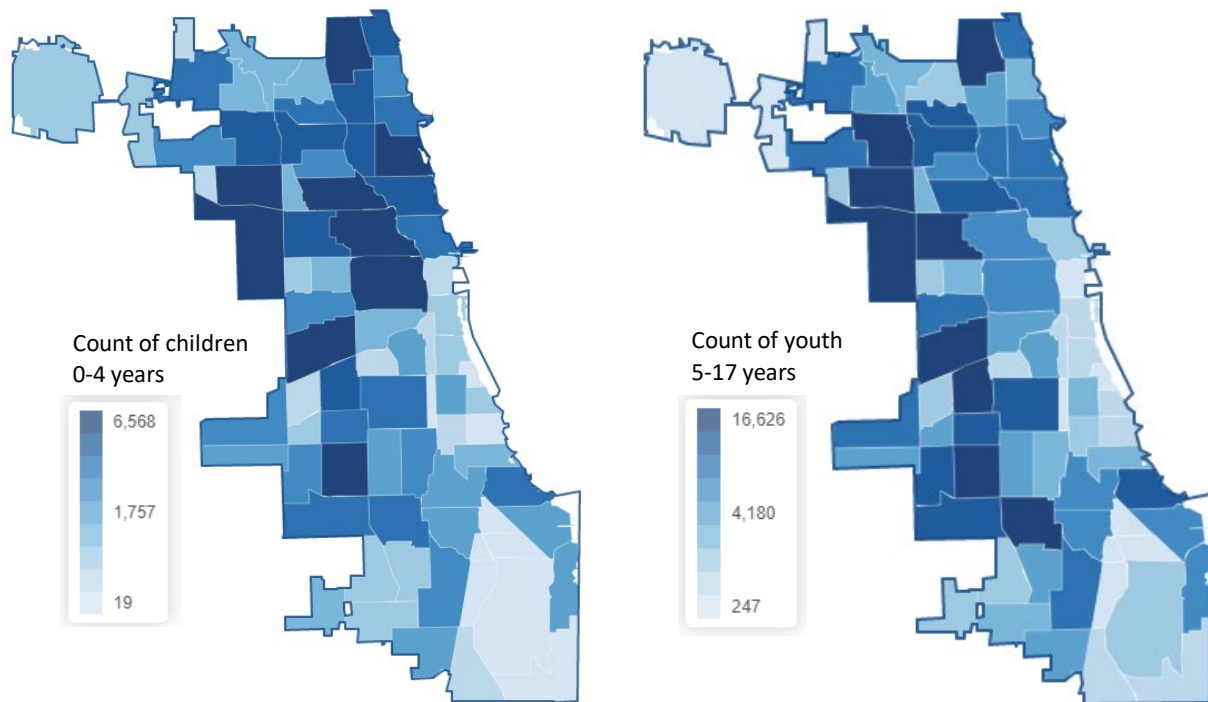 Count of children
0-4 years
6,568
1,757
19
Count of youth
5-17 years
16,626
4,180
247